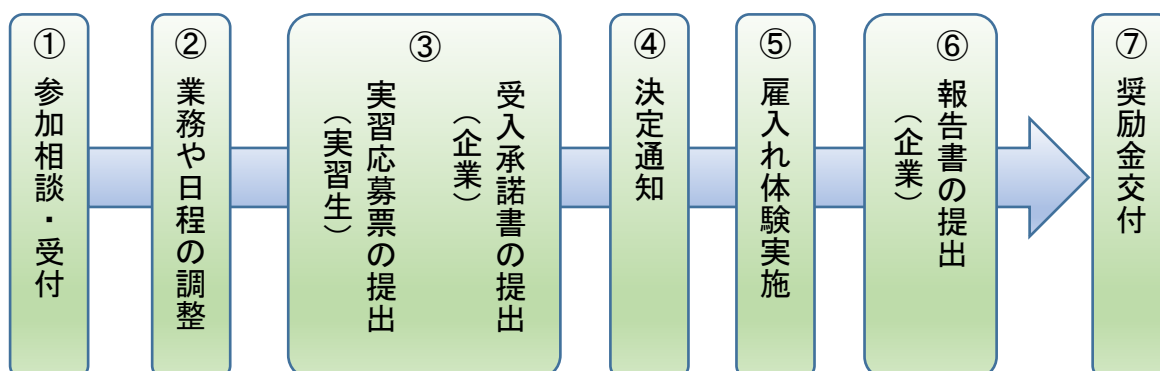 ①
参加相談・受付
②
業務や日程の調整
③
受入承諾書の提出
（企業）
実習応募票の提出
（実習生）
④
決定通知
⑤
雇入れ体験実施
⑥
報告書の提出
（企業）
⑦
奨励金交付